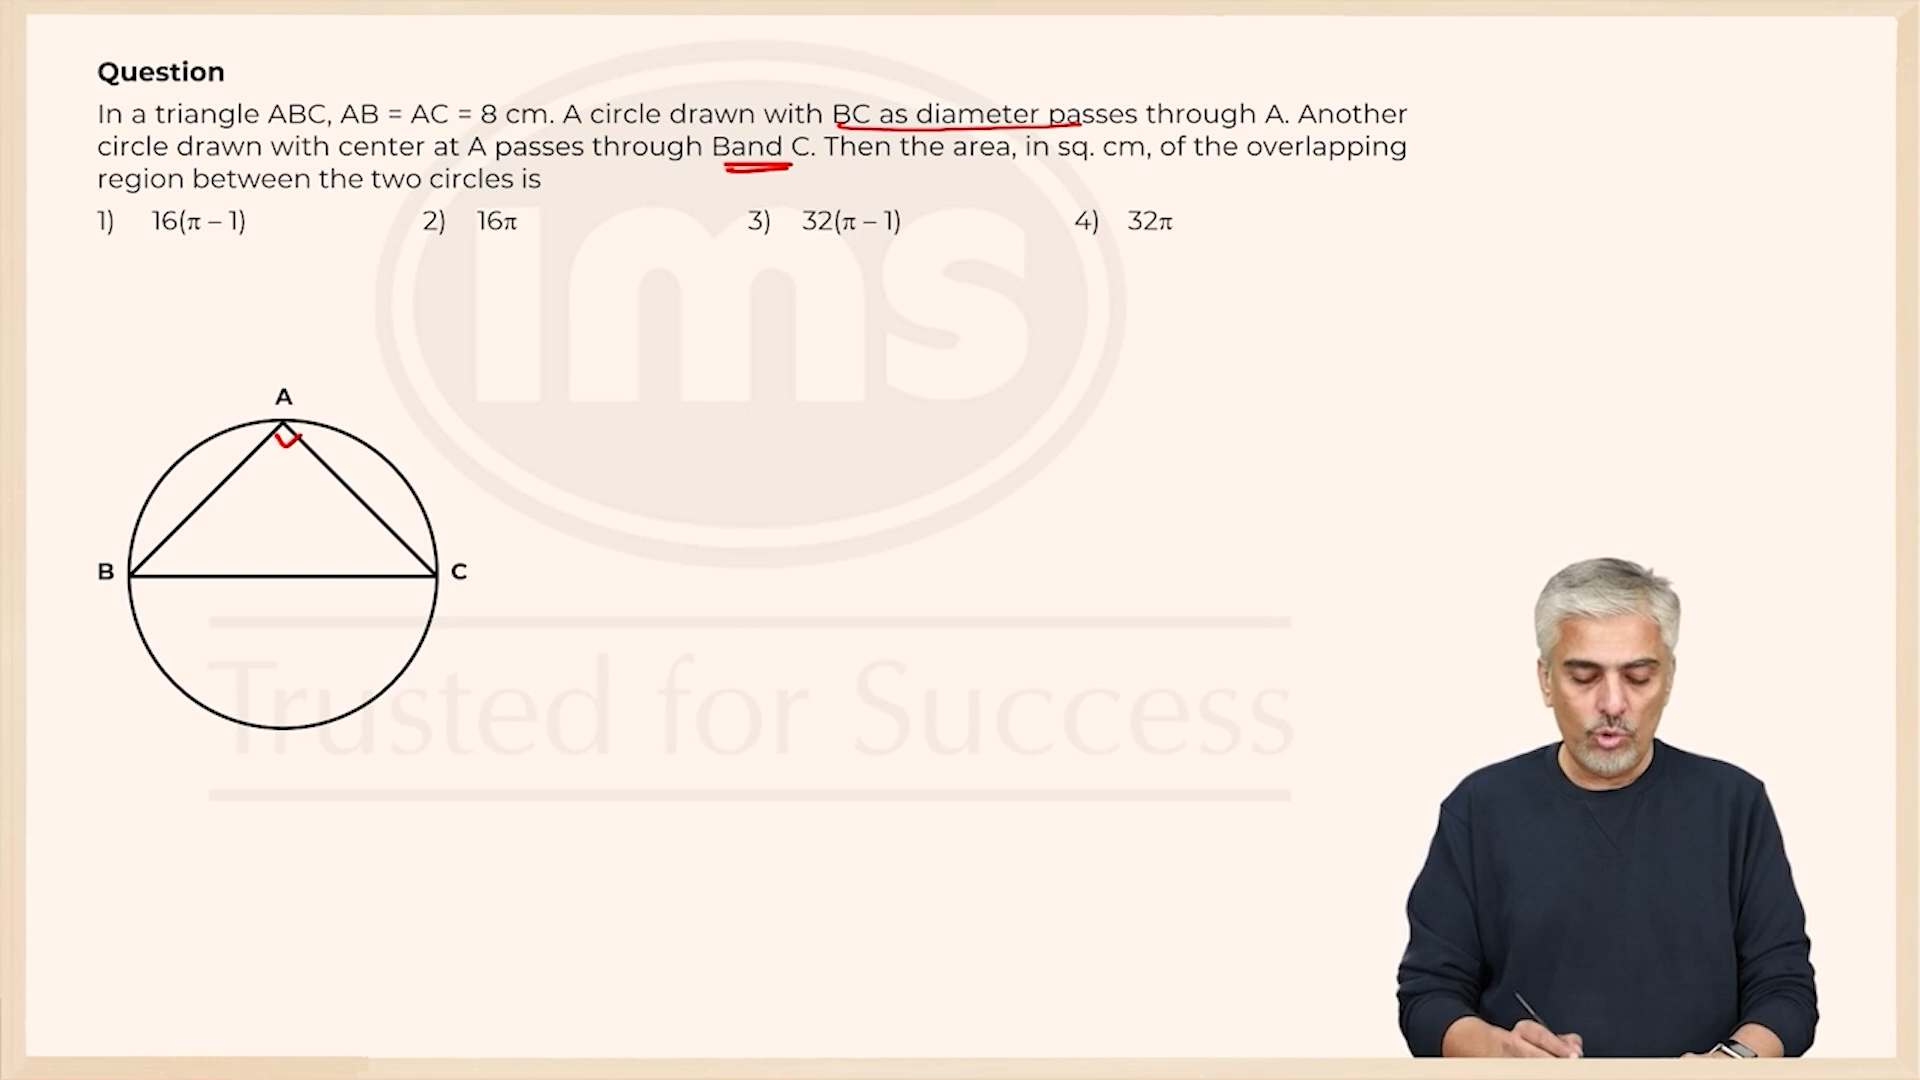 Question
In a triangle ABC, AB = AC = 8 cm. A circle drawn with BC as diameter passes through A. Another
circle drawn with center at A passes through Band C. Then the area, in sq. cm, of the overlapping
region between the two circles is
1) 16(π – 1) 2) 16π 3) 32(π – 1) 4) 32π
ims
A
B C
Trusted for Success